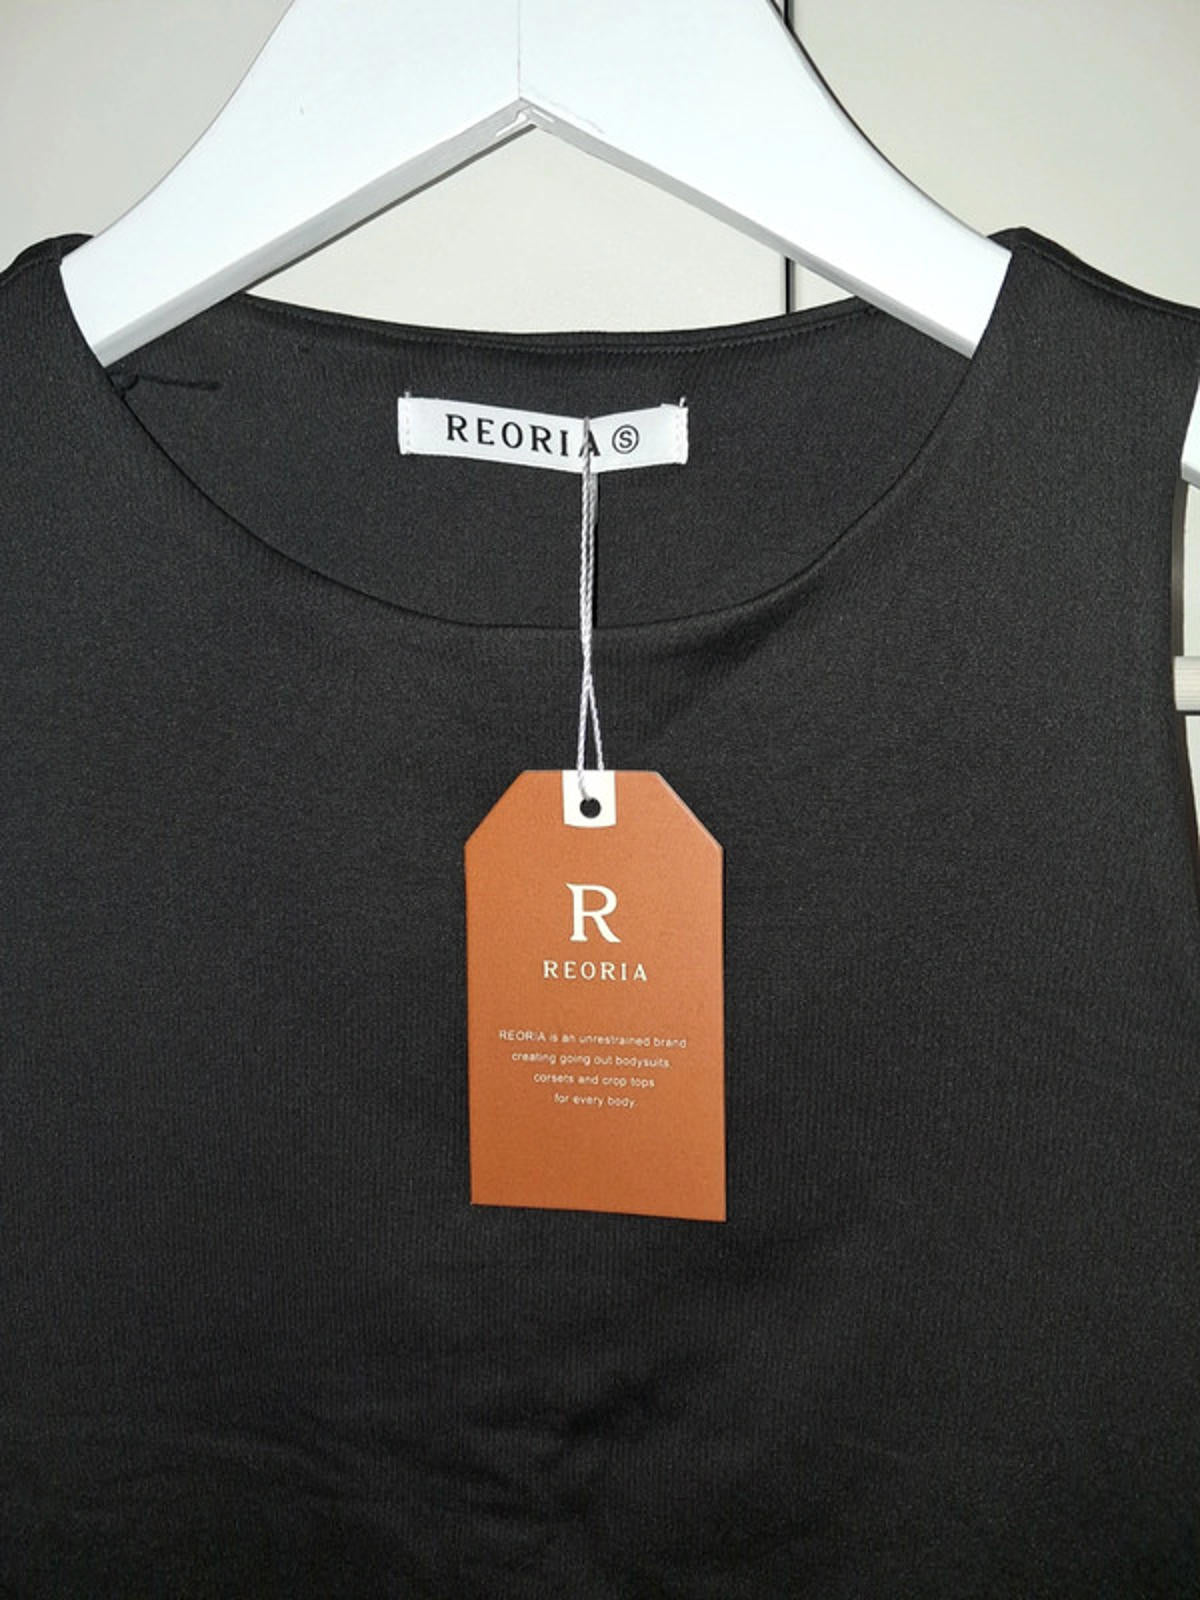 REORIA Ⓢ
R
REORIA
REORIA is an unrestrained brand
creating going out bodysuits,
corsets and crop tops
for every body.